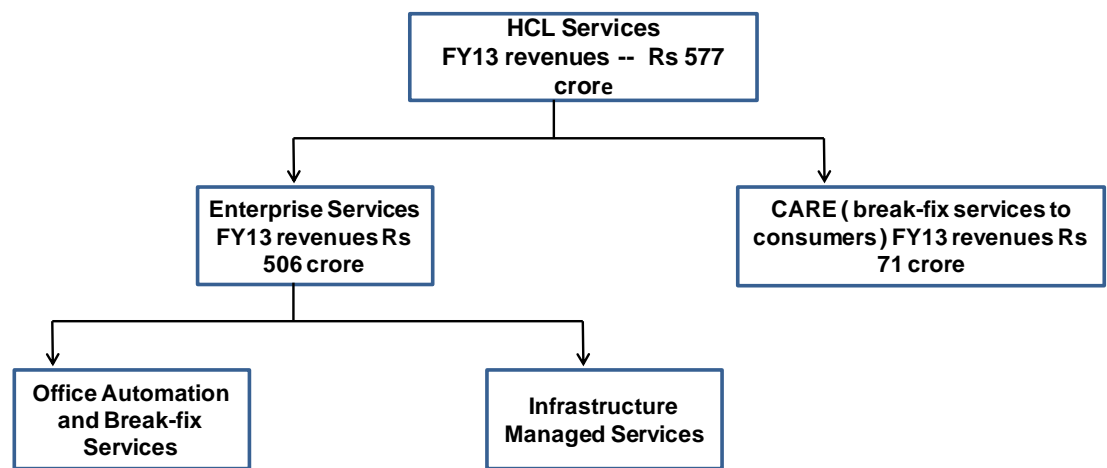 HCL Services
FY13 revenues -- Rs 577
crore
Enterprise Services
FY13 revenues Rs
506 crore
CARE ( break-fix services to
consumers ) FY13 revenues Rs
71 crore
Office Automation
and Break-fix
Services
Infrastructure
Managed Services